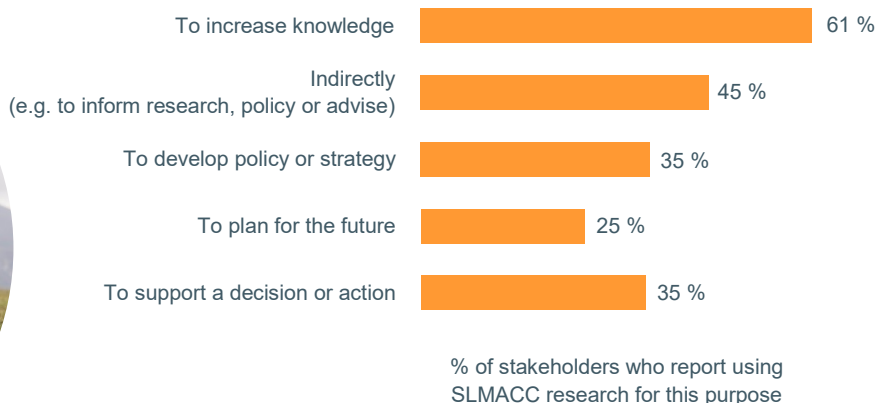 To increase knowledge 61 %
Indirectly
(e.g. to inform research, policy or advise) 45 %
To develop policy or strategy 35 %
To plan for the future 25 %
To support a decision or action 35 %
% of stakeholders who report using
SLMACC research for this purpose